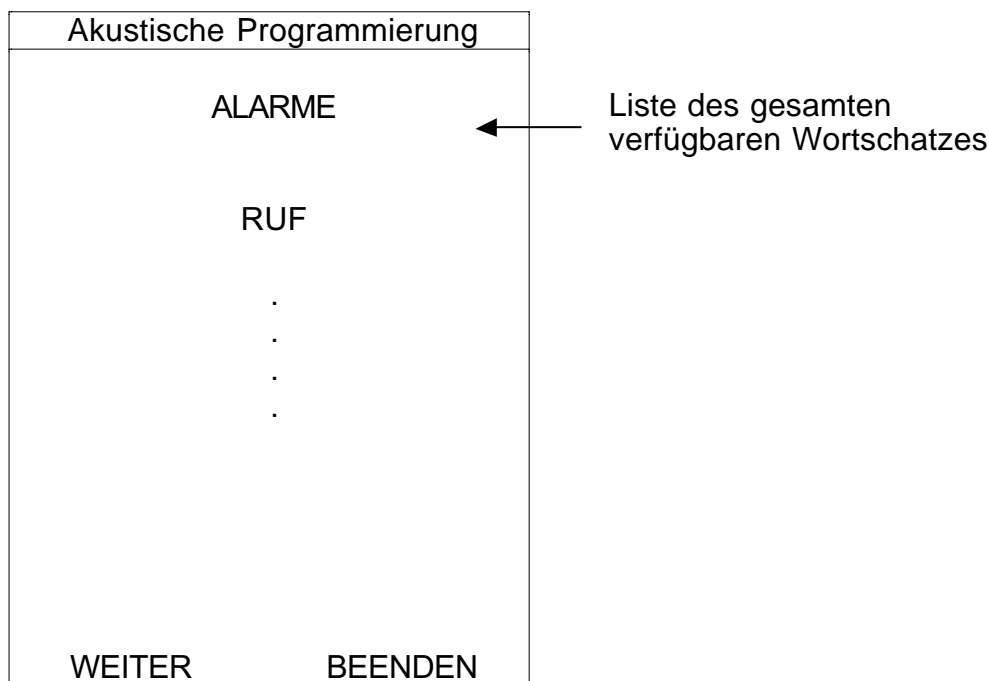 Akustische Programmierung
ALARME
Liste des gesamten
verfügbaren Wortschatzes
RUF
.
.
.
.
WEITER BEENDEN